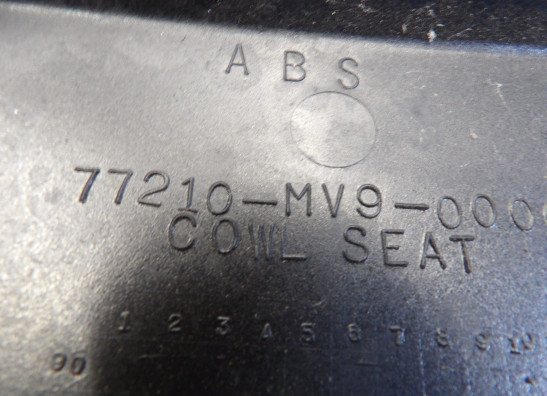 ABS
77210-MV9-000
COWL SEAT
1 2 3 4 5 6 7 8 9 10
90